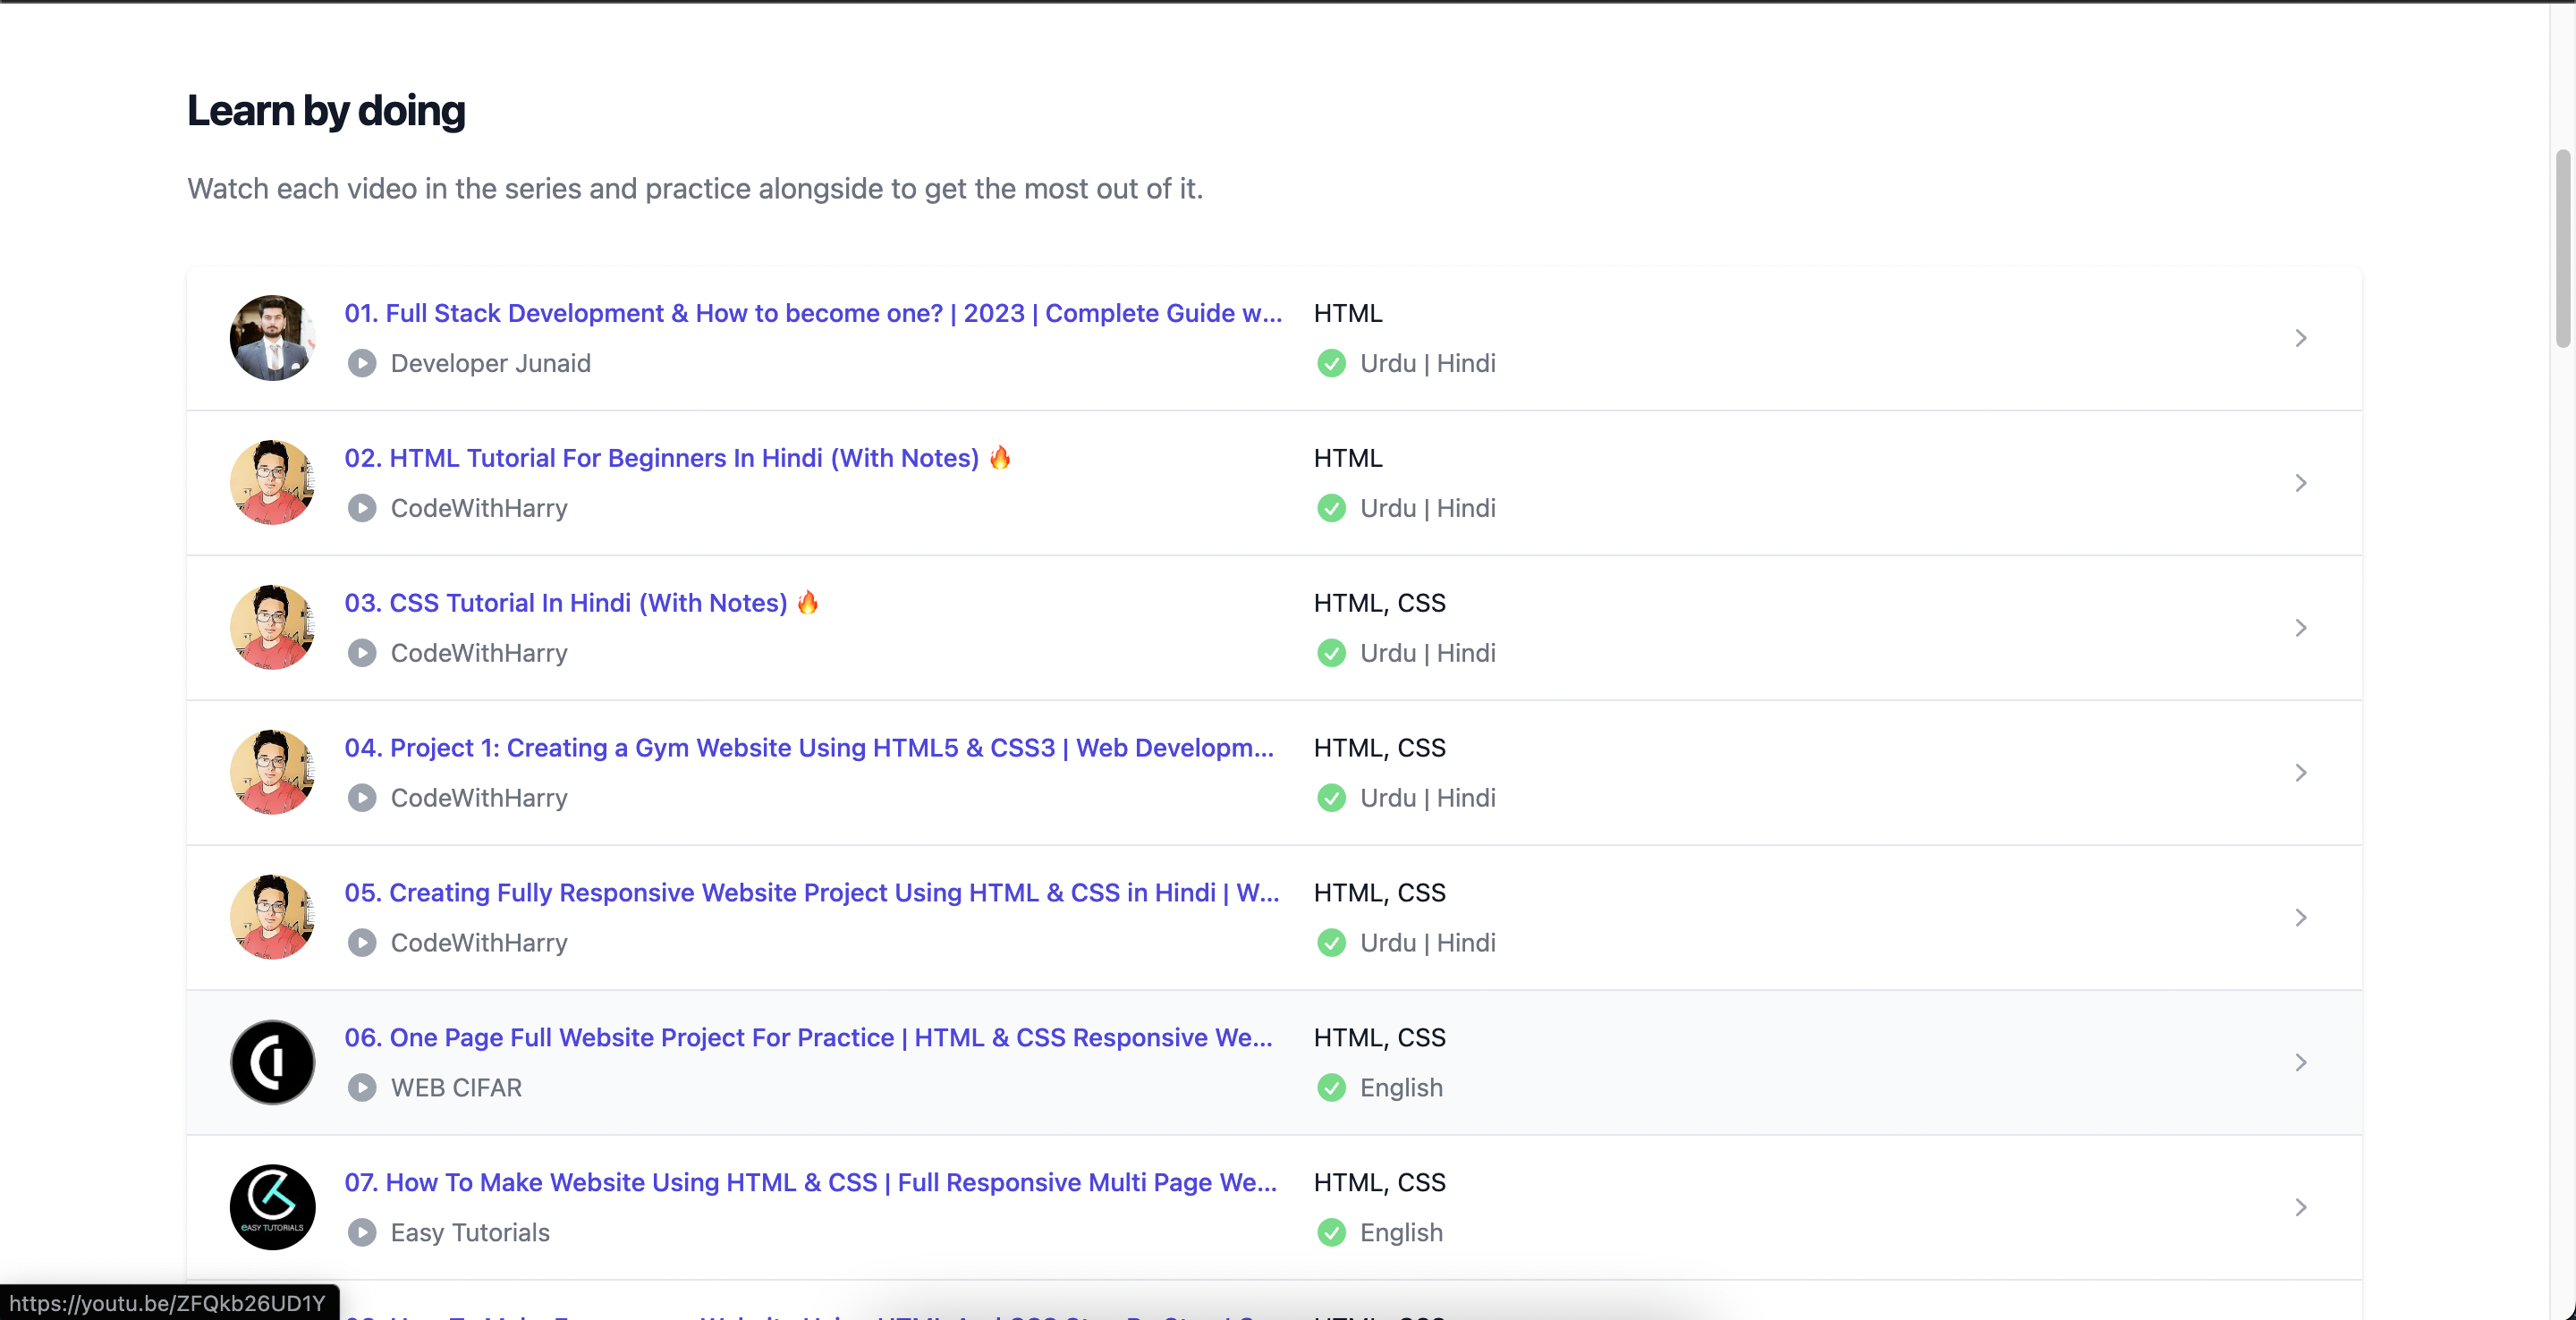 Learn by doing
Watch each video in the series and practice alongside to get the most out of it.
01. Full Stack Development & How to become one? | 2023 | Complete Guide w...
HTML
Developer Junaid
Urdu | Hindi
02. HTML Tutorial For Beginners In Hindi (With Notes) 🔥
HTML
CodeWithHarry
Urdu | Hindi
03. CSS Tutorial In Hindi (With Notes) 🔥
HTML, CSS
CodeWithHarry
Urdu | Hindi
04. Project 1: Creating a Gym Website Using HTML5 & CSS3 | Web Developm...
HTML, CSS
CodeWithHarry
Urdu | Hindi
05. Creating Fully Responsive Website Project Using HTML & CSS in Hindi | W...
HTML, CSS
CodeWithHarry
Urdu | Hindi
06. One Page Full Website Project For Practice | HTML & CSS Responsive We...
HTML, CSS
WEB CIFAR
English
07. How To Make Website Using HTML & CSS | Full Responsive Multi Page We...
HTML, CSS
EASY TUTORIALS
Easy Tutorials
English
https://youtu.be/ZFQkb26UD1Y